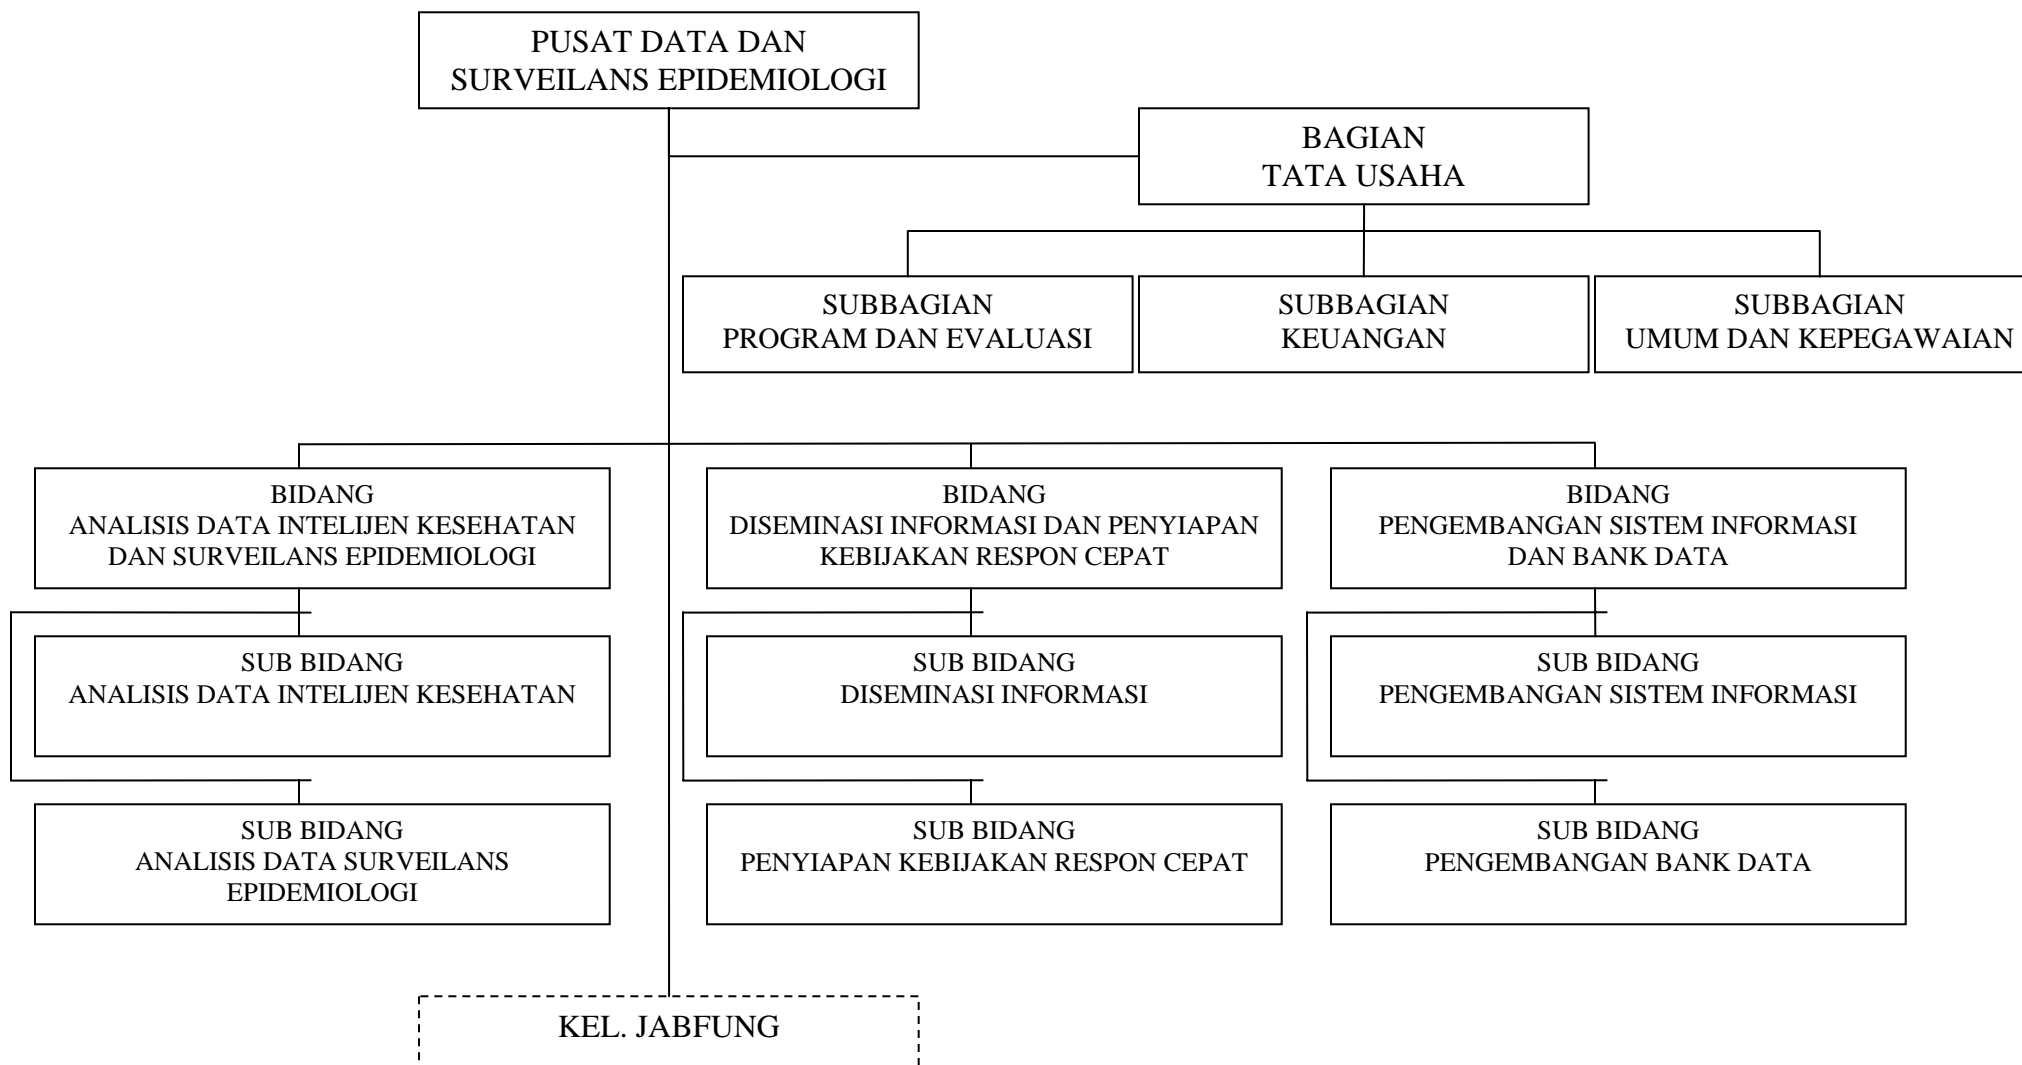 PUSAT DATA DAN
SURVEILANS EPIDEMIOLOGI
BAGIAN
TATA USAHA
SUBBAGIAN
PROGRAM DAN EVALUASI
SUBBAGIAN
KEUANGAN
SUBBAGIAN
UMUM DAN KEPEGAWAIAN
BIDANG
ANALISIS DATA INTELIJEN KESEHATAN
DAN SURVEILANS EPIDEMIOLOGI
BIDANG
DISEMINASI INFORMASI DAN PENYIAPAN
KEBIJAKAN RESPON CEPAT
BIDANG
PENGEMBANGAN SISTEM INFORMASI
DAN BANK DATA
SUB BIDANG
ANALISIS DATA INTELIJEN KESEHATAN
SUB BIDANG
DISEMINASI INFORMASI
SUB BIDANG
PENGEMBANGAN SISTEM INFORMASI
SUB BIDANG
ANALISIS DATA SURVEILANS
EPIDEMIOLOGI
SUB BIDANG
PENYIAPAN KEBIJAKAN RESPON CEPAT
SUB BIDANG
PENGEMBANGAN BANK DATA
KEL. JABFUNG